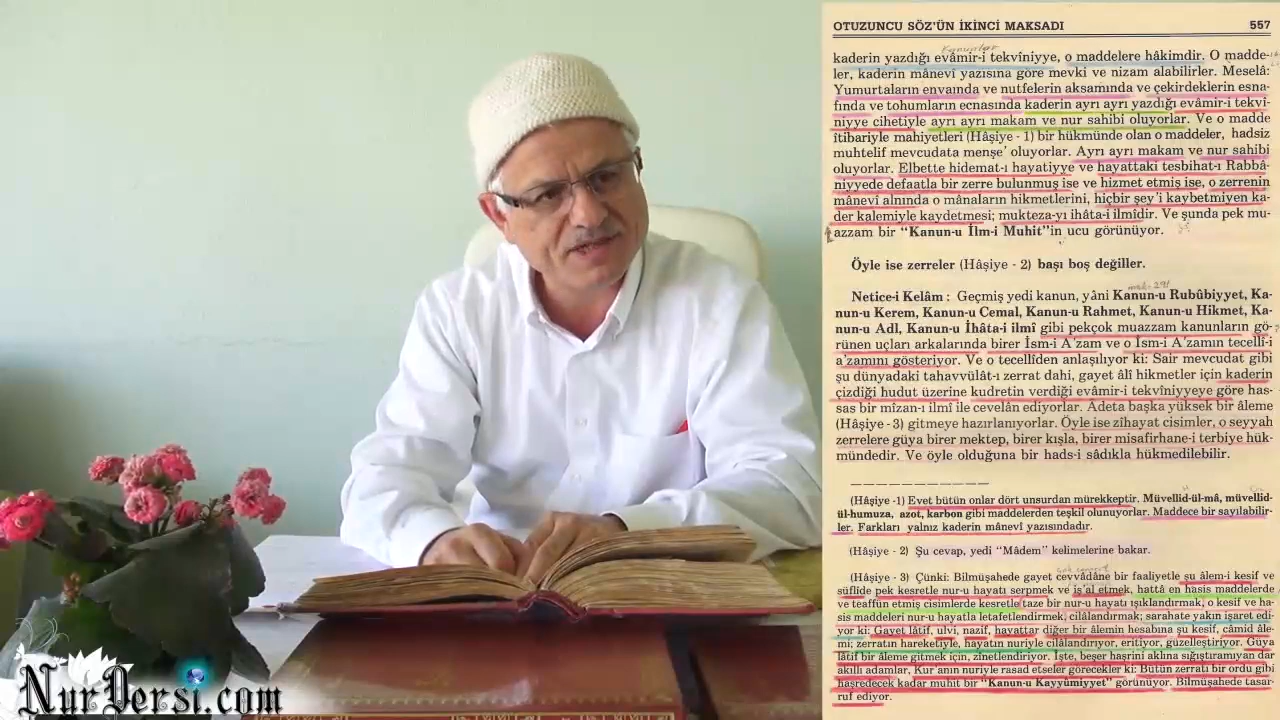 OTUZUNCU SÖZ'ÜN İKİNCİ MAKSADI 557
kaderin yazdığı evâmir-i tekvîniyye, o maddelere hâkimdir. O madde-
ler, kaderin mânevî yazısına göre mevki ve nizam alabilirler. Meselâ:
Yumurtaların envaında ve nutfelerin aksamında ve çekirdeklerin esna-
fında ve tohumların ecnasında kaderin ayrı ayrı yazdığı evâmir-i tekvi-
niyye cihetiyle ayrı ayrı makam ve nur sahibi oluyorlar. Ve o madde
îtibariyle mahiyetleri (Hâşiye - 1) bir hükmünde olan o maddeler, hadsiz
muhtelif mevcudata menşe' oluyorlar. Ayrı ayrı makam ve nur sahibi
oluyorlar. Elbette hidemat-ı hayatiyye ve hayattaki tesbihat-ı Rabbâ-
niyyede defaatla bir zerre bulunmuş ise ve hizmet etmiş ise, o zerrenin
mânevî alnında o mânaların hikmetlerini, hiçbir şey'i kaybetmiyen ka-
der kalemiyle kaydetmesi; mukteza-yı ihâta-i ilmîdir. Ve şunda pek mu-
azzam bir "Kanun-u İlm-i Muhit"in ucu görünüyor.
Öyle ise zerreler (Hâşiye - 2) başı boş değiller.
Netice-i Kelâm : Geçmiş yedi kanun, yâni Kanun-u Rubûbiyyet, Ka-
nun-u Kerem, Kanun-u Cemal, Kanun-u Rahmet, Kanun-u Hikmet, Ka-
nun-u Adl, Kanun-u İhâta-i ilmî gibi pekçok muazzam kanunların gö-
rünen uçları arkalarında birer İsm-i A'zam ve o İsm-i A'zamın tecellî-i
a'zamını gösteriyor. Ve o tecellîden anlaşılıyor ki: Sair mevcudat gibi
şu dünyadaki tahavvülât-ı zerrat dahi, gayet âlî hikmetler için kaderin
çizdiği hudut üzerine kudretin verdiği evâmir-i tekvîniyyeye göre has-
sas bir mîzan-ı ilmî ile cevelân ediyorlar. Adeta başka yüksek bir âleme
(Hâşiye - 3) gitmeye hazırlanıyorlar. Öyle ise zîhayat cisimler, o seyyah
zerrelere güya birer mektep, birer kışla, birer misafirhane-i terbiye hük-
mündedir. Ve öyle olduğuna bir hads-i sâdıkla hükmedilebilir.
(Hâşiye -1) Evet bütün onlar dört unsurdan mürekkeptir. Müvellid-ül-mâ, müvellid-
ül-humuza, azot, karbon gibi maddelerden teşkil olunuyorlar. Maddece bir sayılabilir-
ler. Farkları yalnız kaderin mânevî yazısındadır.
(Hâşiye - 2) Şu cevap, yedi "Mâdem" kelimelerine bakar.
(Hâşiye - 3) Çünki: Bilmüşahede gayet cevvâdâne bir faaliyetle şu âlem-i kesif ve
süflîde pek kesretle nur-u hayatı serpmek ve iş'al etmek, hattâ en hasis maddelerde
ve teaffün etmiş cisimlerde kesretle taze bir nur-u hayatı ışıklandırmak, o kesif ve ha-
sis maddeleri nur-u hayatla letafetlendirmek, cilâlandırmak; sarahate yakın işaret edi-
yor ki: Gayet lâtif, ulvî, nazif, hayattar diğer bir âlemin hesabına şu kesif, câmid âle-
mi; zerratın hareketiyle, hayatın nuriyle cilâlandırıyor, eritiyor, güzelleştiriyor. Güya
lâtif bir âleme gitmek için, zînetlendiriyor. İşte, beşer haşrini aklına sığıştıramıyan dar
akıllı adamlar, Kur'anın nuriyle rasad etseler görecekler ki: Bütün zerratı bir ordu gibi
haşredecek kadar muhit bir "Kanun-u Kayyûmiyyet" görünüyor. Bilmüşahede tasar-
ruf ediyor.
NurDersi.com